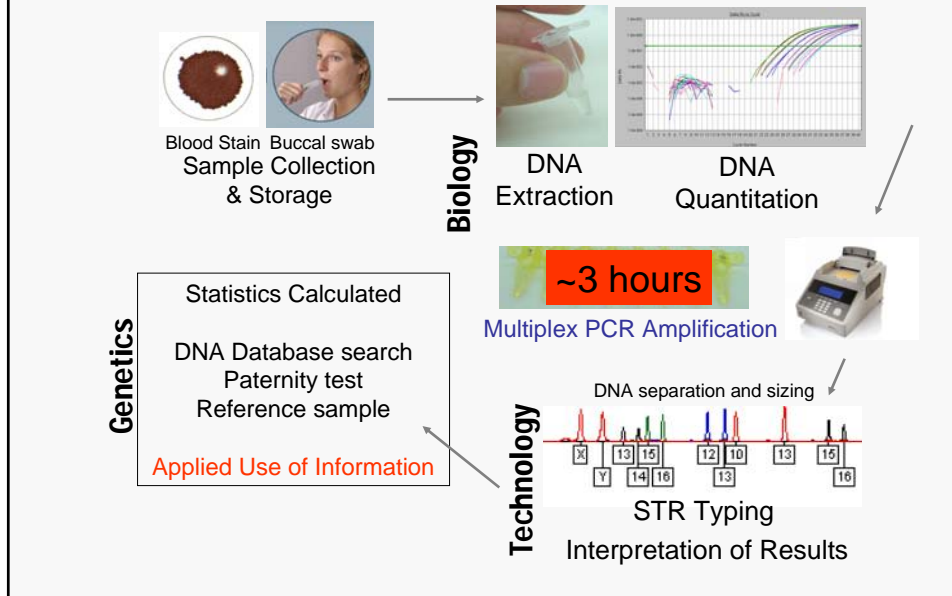 Blood Stain Buccal swab
Sample Collection
& Storage
Biology
DNA
Extraction
DNA
Quantitation
~3 hours
Multiplex PCR Amplification
DNA separation and sizing
X
13
15
12
10
13
15
Y
14
16
13
16
STR Typing
Interpretation of Results
Technology
Genetics
Statistics Calculated
DNA Database search
Paternity test
Reference sample
Applied Use of Information